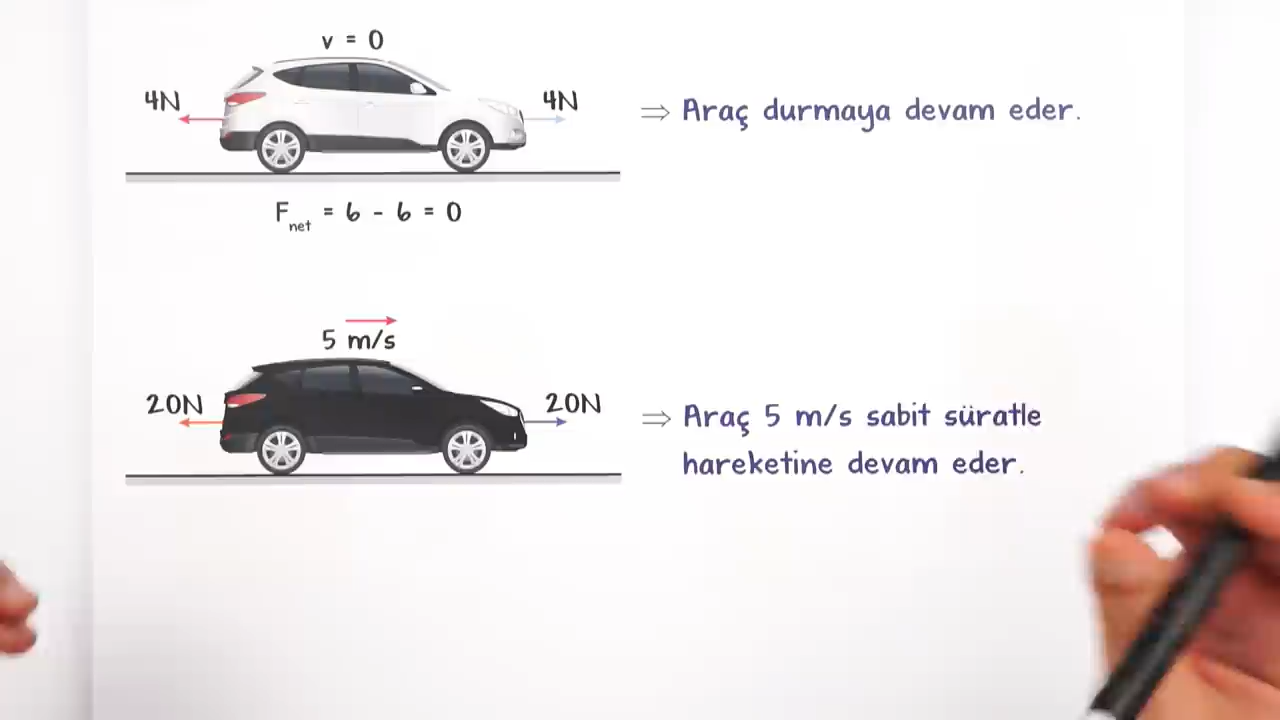 v = 0
4N
4N
⇒ Araç durmaya devam eder.
F_net = 6 - 6 = 0
5 m/s
20N
20N
⇒ Araç 5 m/s sabit süratle
hareketine devam eder.